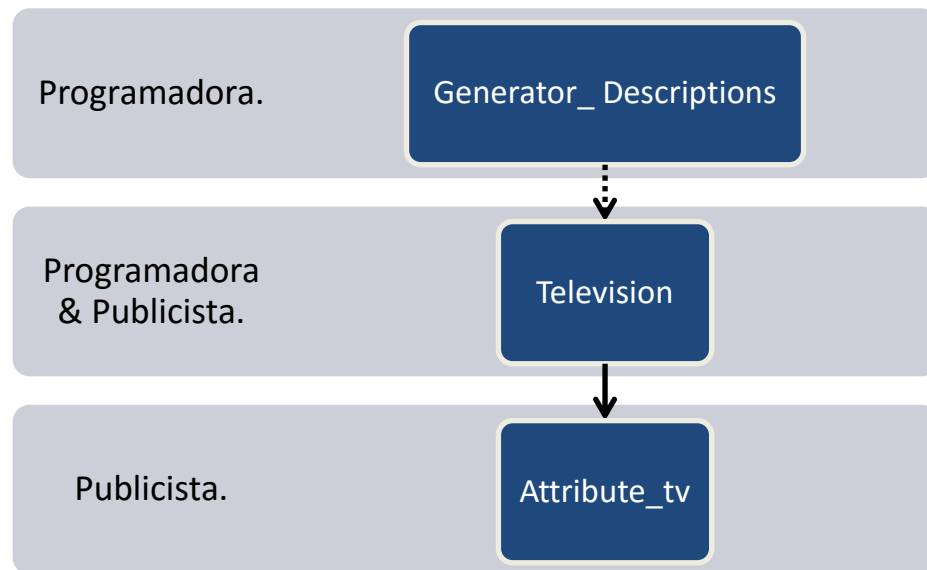 Programadora.
Generator_ Descriptions
Programadora
& Publicista.
Television
Publicista.
Attribute_tv